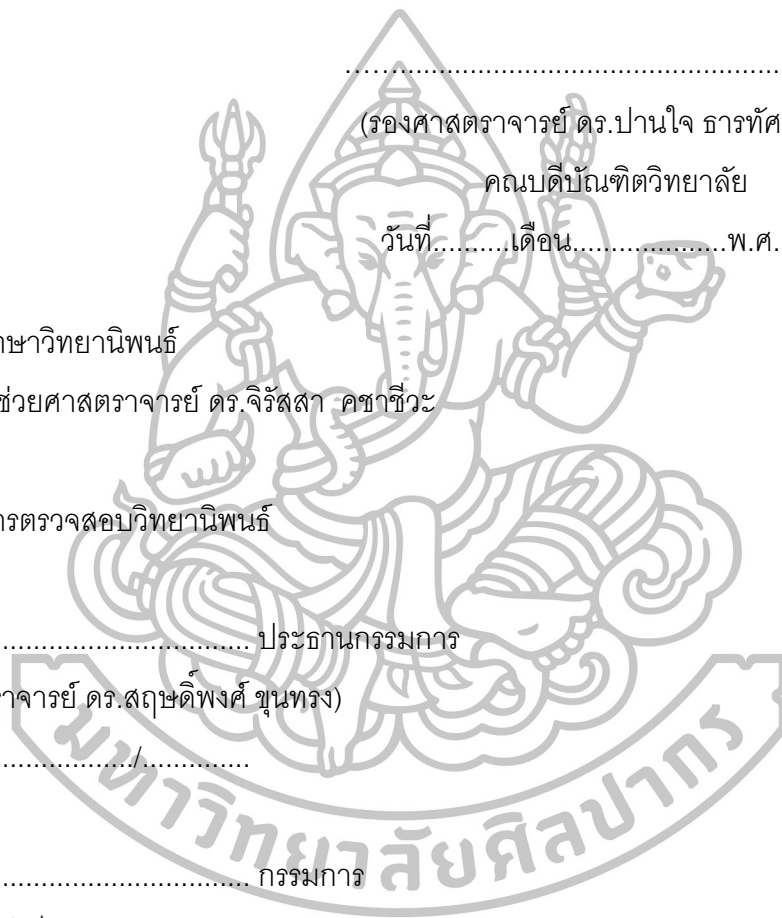 …...........................................................
(รองศาสตราจารย์ ดร.ปานใจ ธารทัศ
คณบดีบัณฑิตวิทยาลัย
วันที่..........เดือน....................พ.ศ.
าษาวิทยานิพนธ์
ช่วยศาสตราจารย์ ดร.จิรัสสา คชาชีวะ
ารตรวจสอบวิทยานิพนธ์
................................. ประธานกรรมการ
ราจารย์ ดร.สฤษดิ์พงศ์ ขุนทรง)
................./..............
................................. กรรมการ
มหาวิทยาลัยศิลปากร